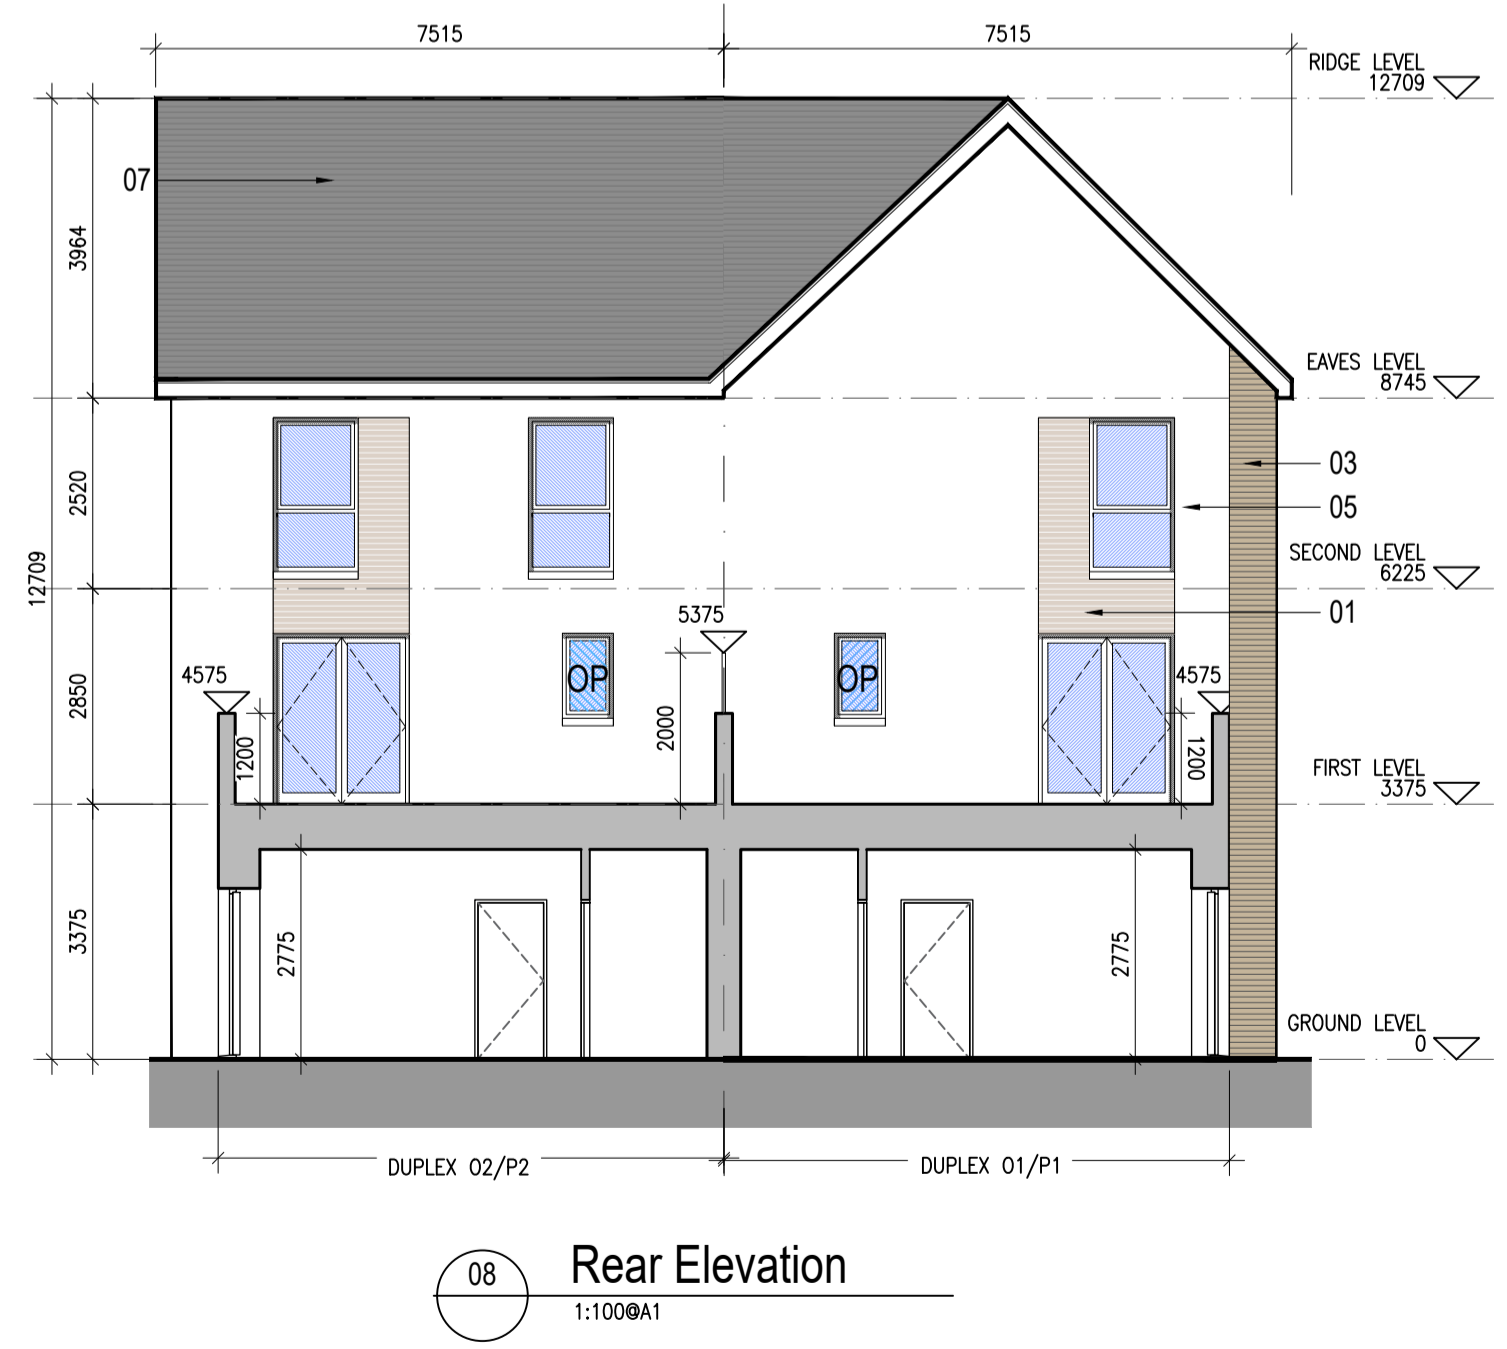 7515
7515
RIDGE LEVEL
12709
07
3964
EAVES LEVEL
8745
03
2520
05
SECOND LEVEL
6225
12709
01
5375
OP
OP
4575
4575
2850
2000
1200
1200
FIRST LEVEL
3375
3375
2775
2775
GROUND LEVEL
0
DUPLEX O2/P2
DUPLEX O1/P1
08
Rear Elevation
1:100@A1